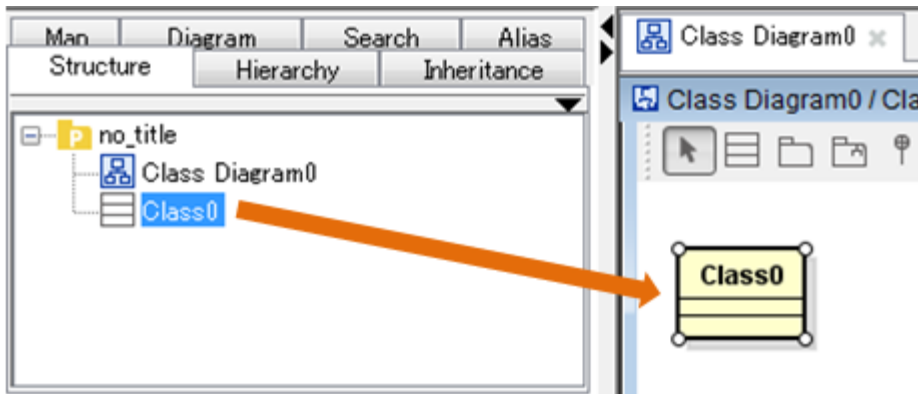 Map Diagram Search Alias
Structure Hierarchy Inheritance
no_title
Class Diagram0
Class0
Class Diagram0
Class Diagram0 / Cla
Class0